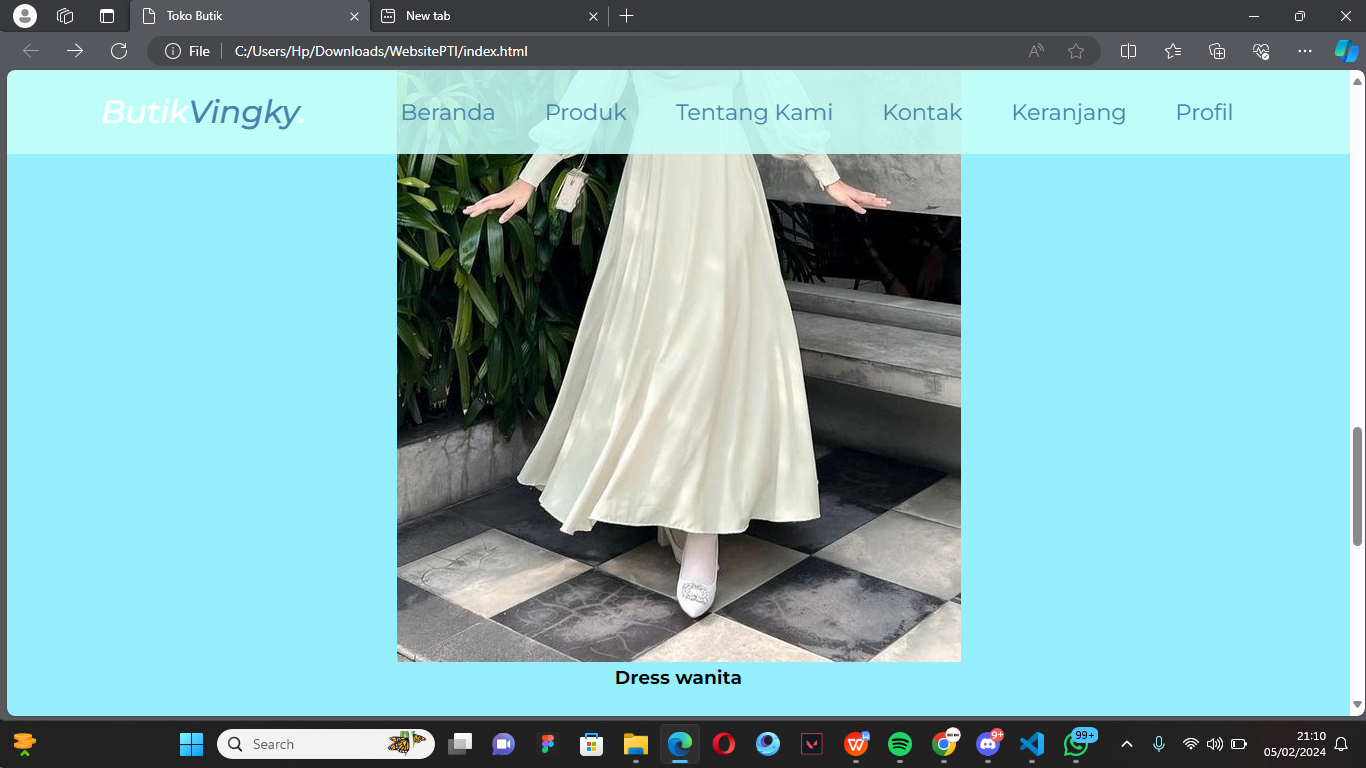 Toko Butik
New tab
File
C:/Users/Hp/Downloads/WebsitePTI/index.html
ButikVingky.
Beranda
Produk
Tentang Kami
Kontak
Keranjang
Profil
Dress wanita
Search
9+
99+
21:10
05/02/2024